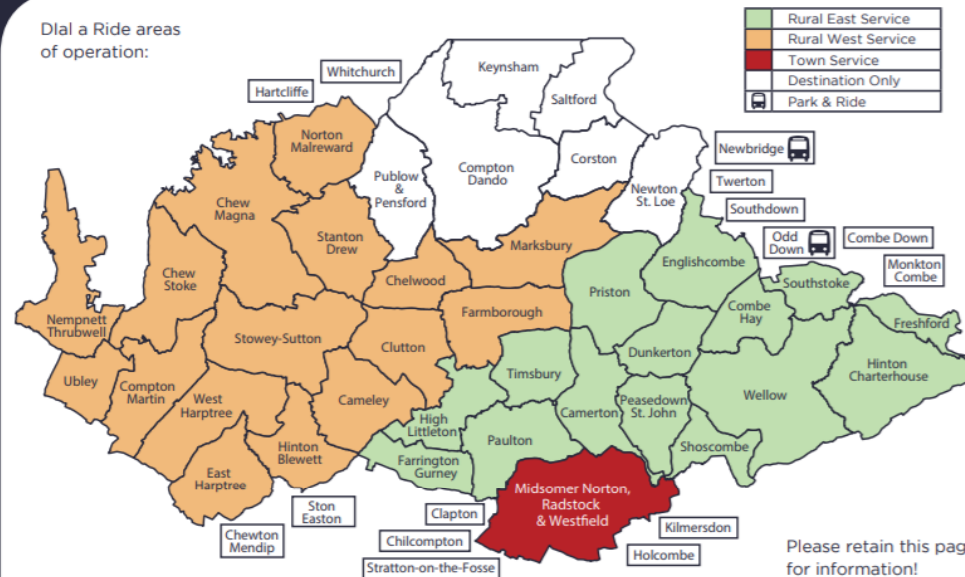 DIal a Ride areas
of operation:
Rural East Service
Rural West Service
Town Service
Destination Only
Park & Ride
Whitchurch
Hartcliffe
Keynsham
Saltford
Norton
Malreward
Publow
&
Pensford
Compton
Dando
Corston
Newton
St. Loe
Newbridge
Twerton
Southdown
Odd
Down
Combe Down
Monkton
Combe
Chew
Magna
Stanton
Drew
Marksbury
Englishcombe
Chew
Stoke
Chelwood
Priston
Combe
Hay
Southstoke
Freshford
Nempnett
Thrubwell
Farmborough
Stowey-Sutton
Clutton
Dunkerton
Hinton
Charterhouse
Ubley
Compton
Martin
West
Harptree
Cameley
Timsbury
Camerton
Peasedown
St. John
Wellow
High
Littleton
Paulton
Shoscombe
Hinton
Blewett
Farrington
Gurney
East
Harptree
Midsomer Norton,
Radstock
& Westfield
Ston
Easton
Clapton
Kilmersdon
Chewton
Mendip
Chilcompton
Holcombe
Stratton-on-the-Fosse
Please retain this pag
for information!